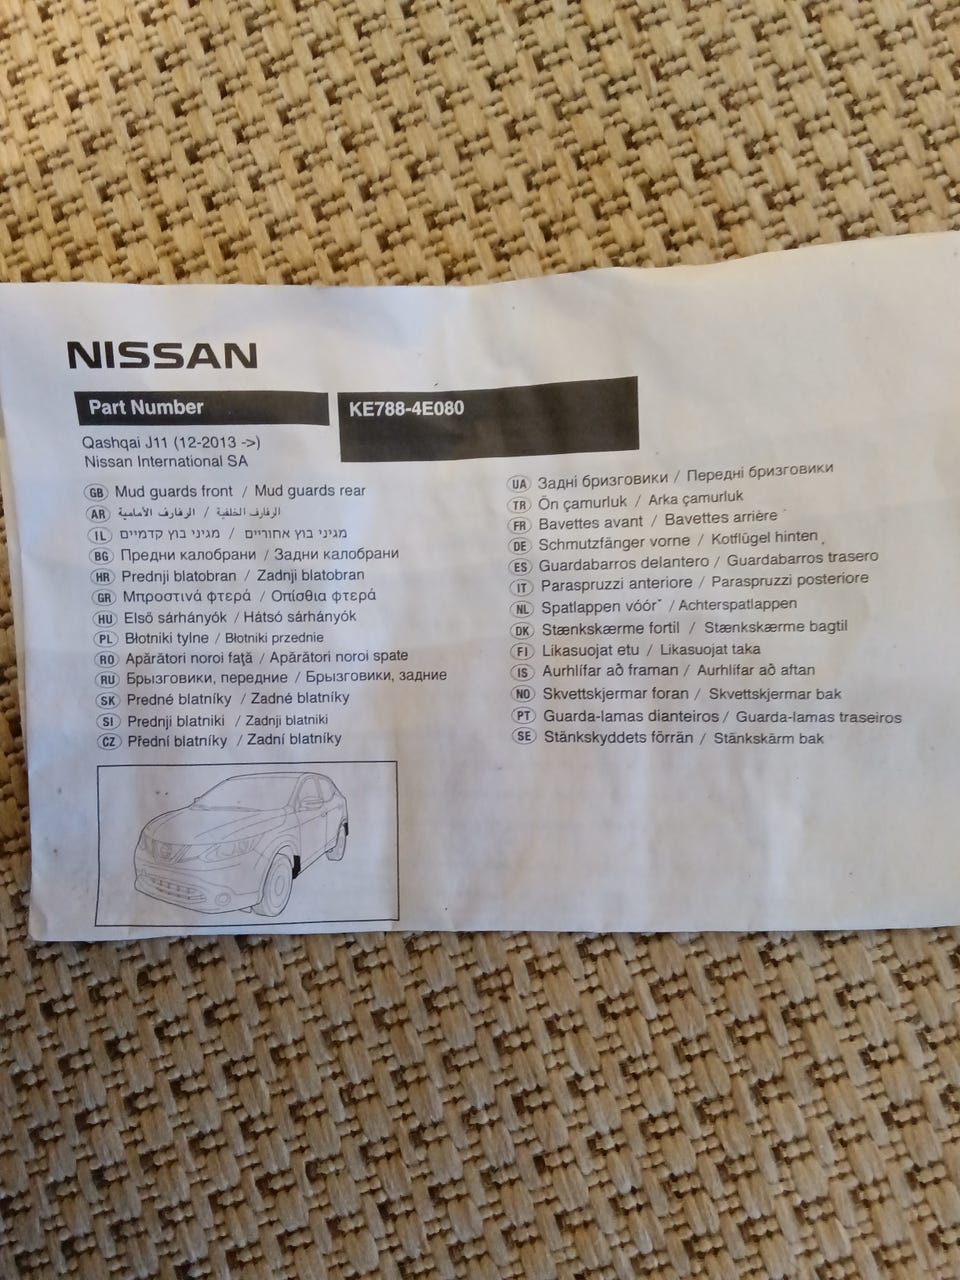 NISSAN
Part Number
KE788-4E080
Qashqai J11 (12-2013 ->)
Nissan International SA
GB Mud guards front / Mud guards rear
AR الرفارف الأمامية / الرفارف الخلفية
IL מגיני בוץ קדמיים / מגיני בוץ אחוריים
BG Предни калобрани / Задни калобрани
HR Prednji blatobran / Zadnji blatobran
GR Μπροστινά φτερά / Οπίσθια φτερά
HU Első sárhányók / Hátsó sárhányók
PL Błotniki tylne / Błotniki przednie
RO Apărători noroi faţă / Apărători noroi spate
RU Брызговики, передние / Брызговики, задние
SK Predné blatníky / Zadné blatníky
SI Prednji blatniki / Zadnji blatniki
CZ Přední blatníky / Zadní blatníky
UA Задні бризговики / Передні бризговики
TR Ön çamurluk / Arka çamurluk
FR Bavettes avant / Bavettes arrière
DE Schmutzfänger vorne / Kotflügel hinten
ES Guardabarros delantero / Guardabarros trasero
IT Paraspruzzi anteriore / Paraspruzzi posteriore
NL Spatlappen vóór / Achterspatlappen
DK Stænkskærme fortil / Stænkskærme bagtil
FI Likasuojat etu / Likasuojat taka
IS Aurhlífar að framan / Aurhlífar að aftan
NO Skvettskjermar foran / Skvettskjermar bak
PT Guarda-lamas dianteiros / Guarda-lamas traseiros
SE Stänkskyddets förrän / Stänkskärm bak